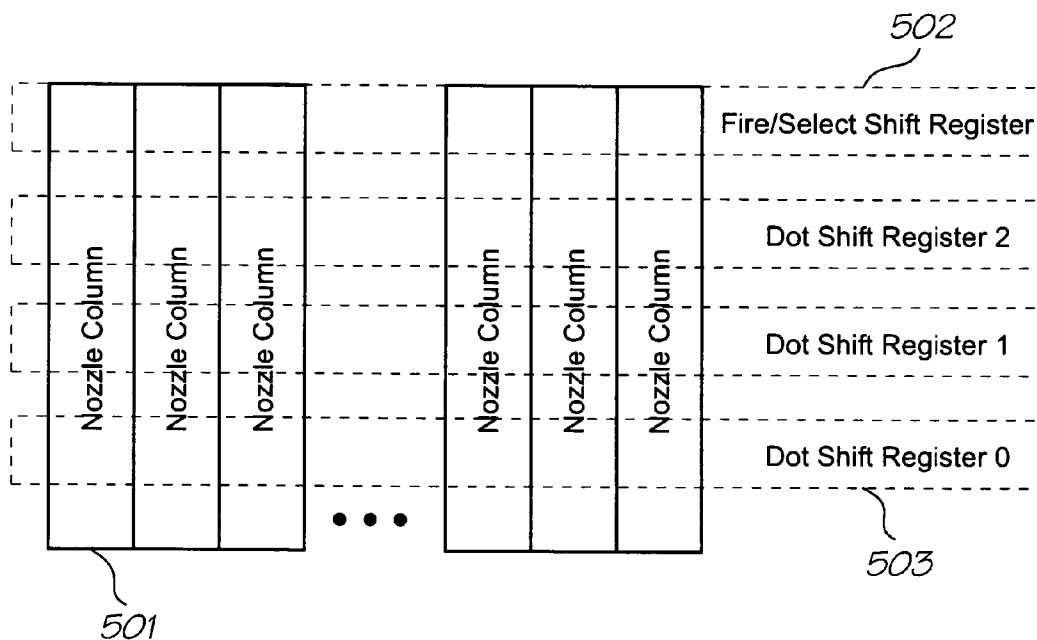 502
Fire/Select Shift Register
Dot Shift Register 2
Dot Shift Register 1
Dot Shift Register 0
Nozzle Column
Nozzle Column
Nozzle Column
Nozzle Column
Nozzle Column
Nozzle Column
503
501